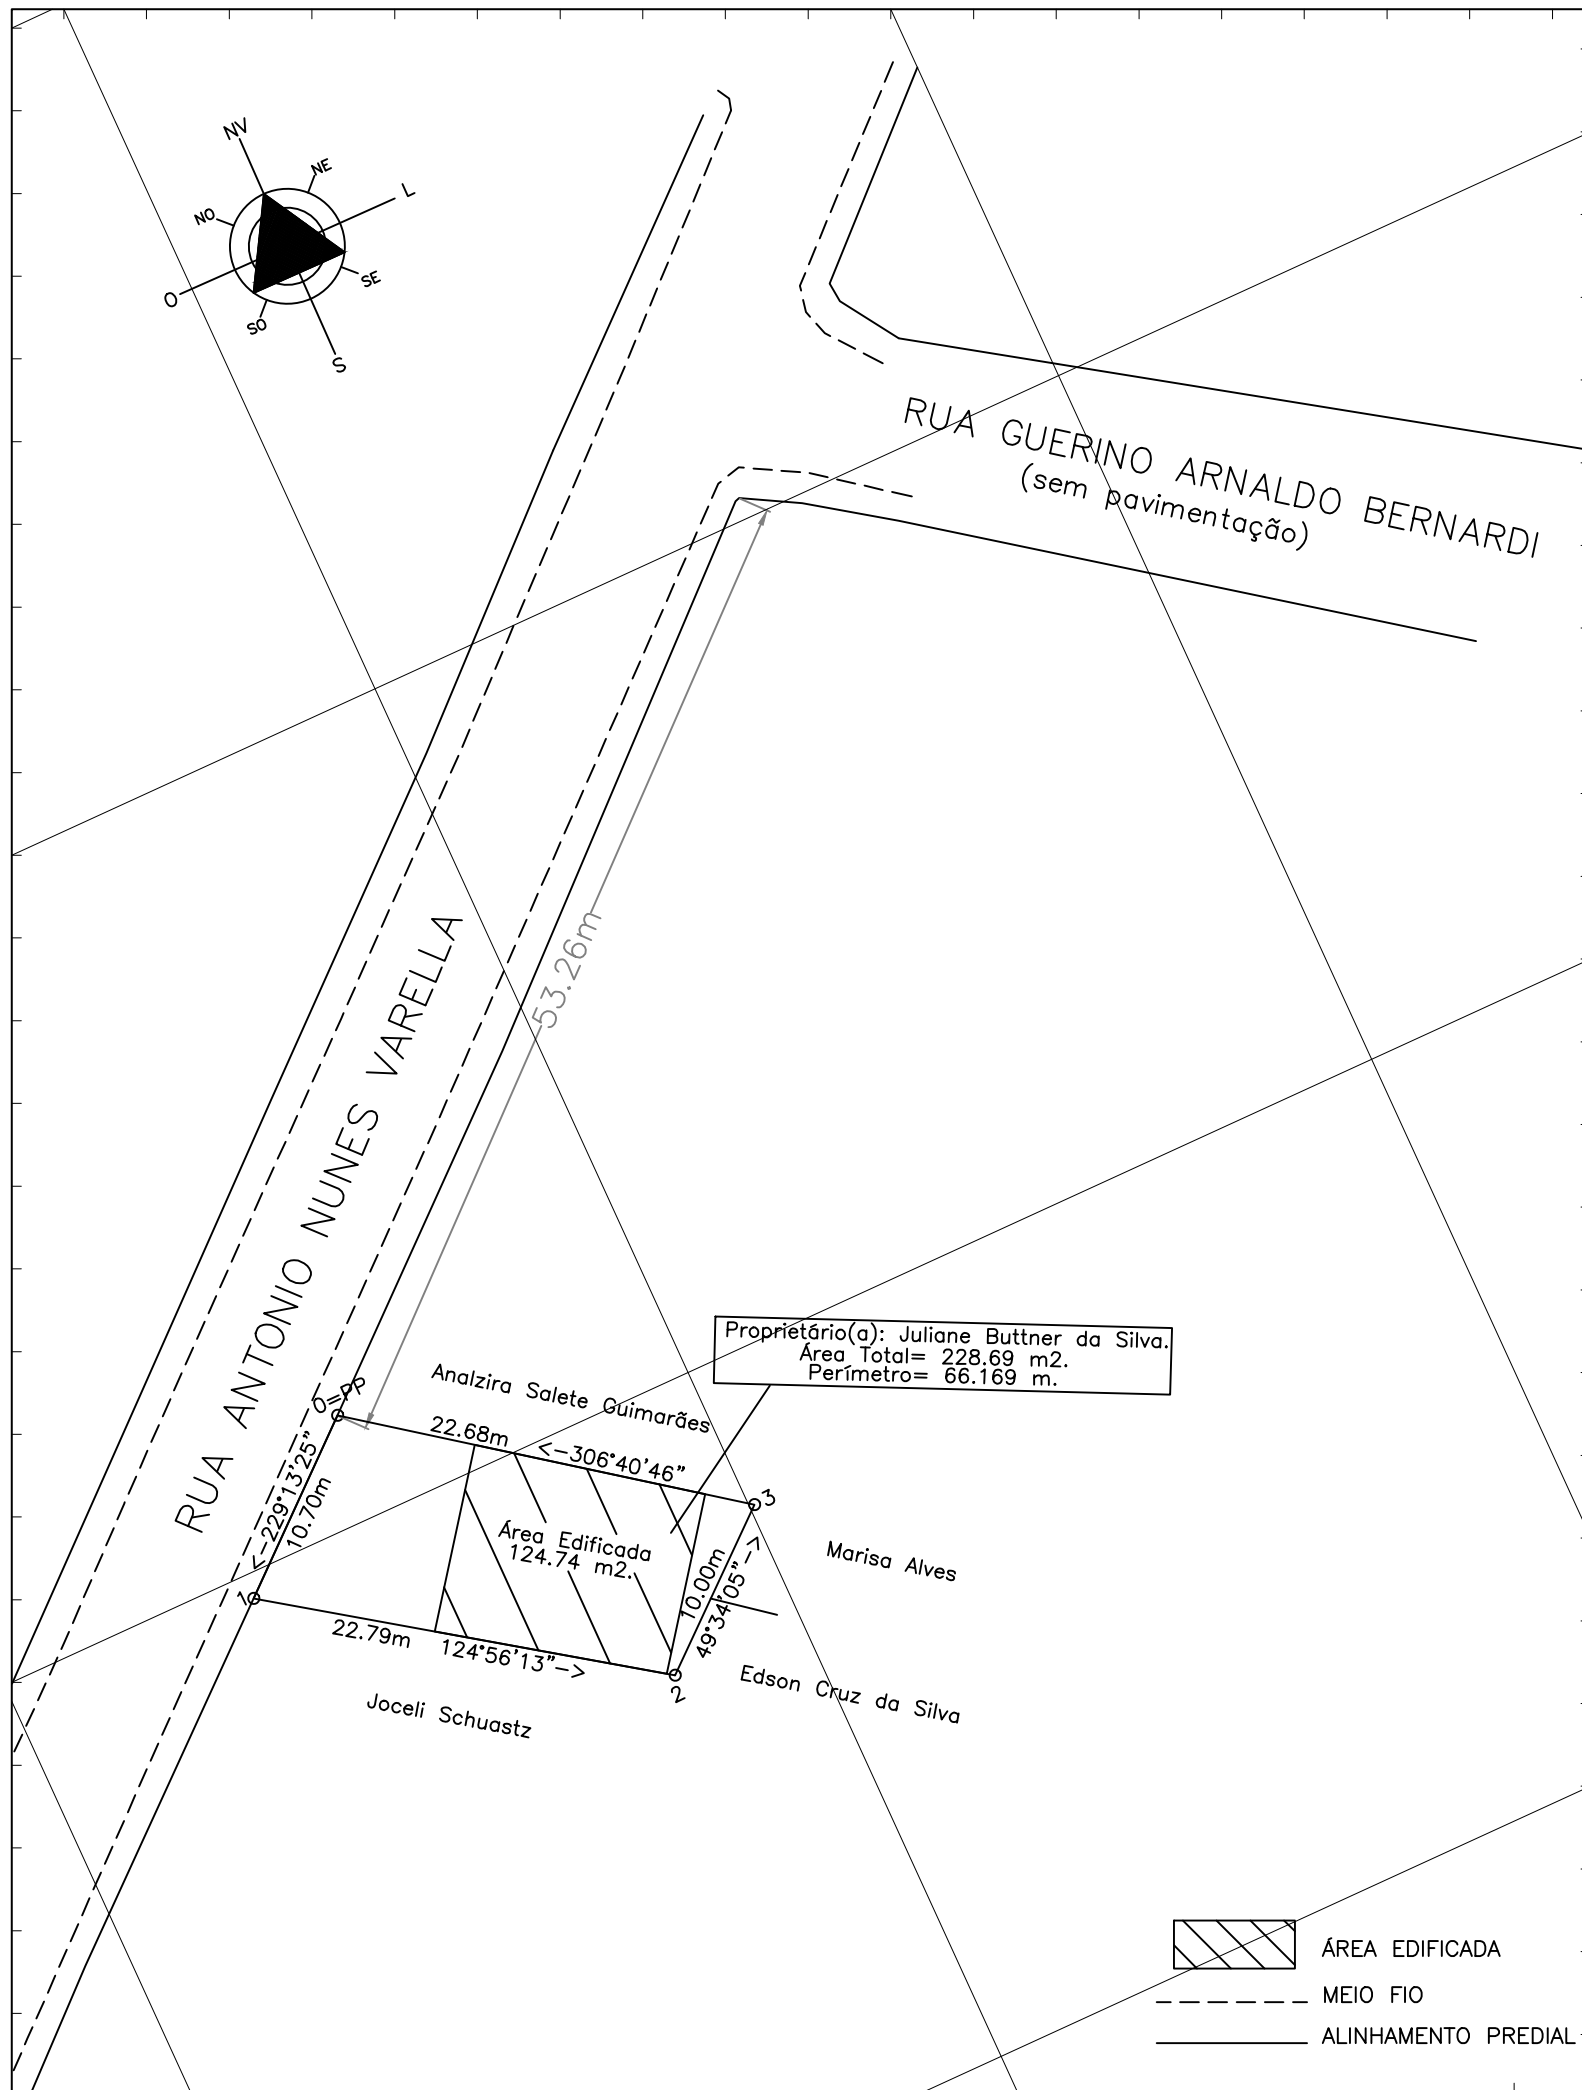 NV
NE
L
NO
SE
O
SO
S
RUA GUERINO ARNALDO BERNARDI
(sem pavimentação)
53.26m
RUA ANTONIO NUNES VARELLA
Proprietário(a): Juliane Buttner da Silva.
Área Total= 228.69 m2.
Perímetro= 66.169 m.
Analzira Salete Guimarães
0=PP
22.68m
<-306°40'46"
3
<-229°13'25"
10.70m
Área Edificada
124.74 m2.
10.00m
49°34'05"->
Marisa Alves
1
22.79m
124°56'13"->
2
Edson Cruz da Silva
Joceli Schuastz
ÁREA EDIFICADA
MEIO FIO
ALINHAMENTO PREDIAL